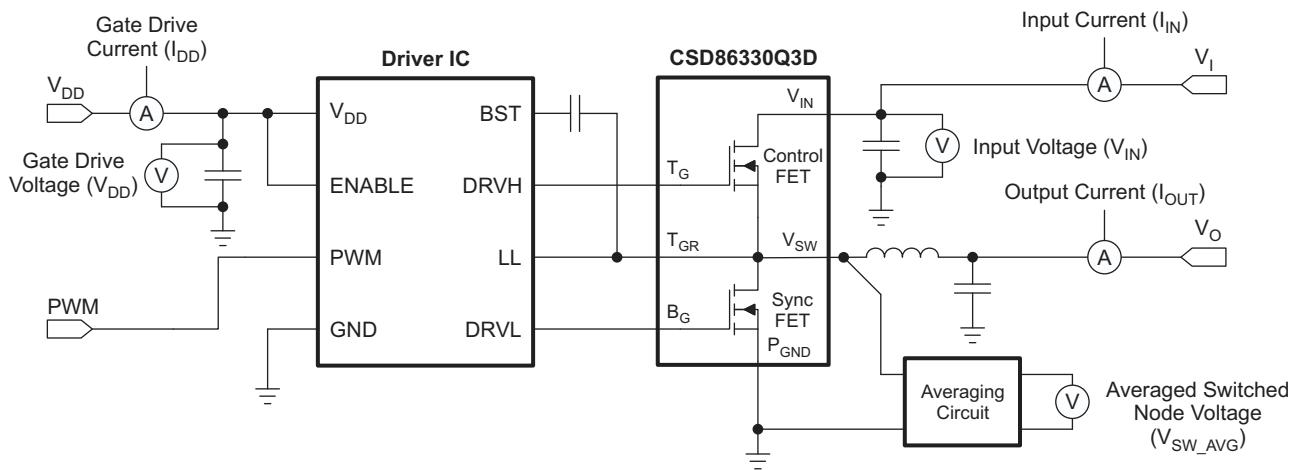 Gate Drive
Current (I_DD)
V_DD
A
V
Gate Drive
Voltage (V_DD)
PWM
Driver IC
V_DD
BST
ENABLE
DRVH
PWM
LL
GND
DRVL
CSD86330Q3D
V_IN
T_G
Control
FET
T_GR
V_SW
B_G
Sync
FET
P_GND
Input Current (I_IN)
V_I
A
V
Input Voltage (V_IN)
Output Current (I_OUT)
V_O
A
Averaging
Circuit
V
Averaged Switched
Node Voltage
(V_SW_AVG)